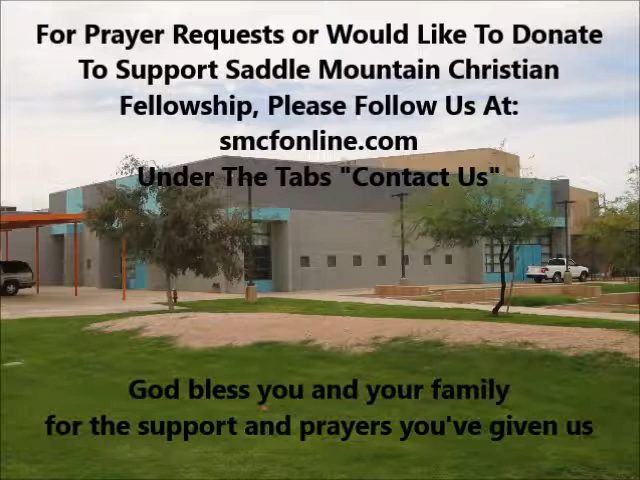 For Prayer Requests or Would Like To Donate
To Support Saddle Mountain Christian
Fellowship, Please Follow Us At:
smcfonline.com
Under The Tabs "Contact Us"
God bless you and your family
for the support and prayers you've given us